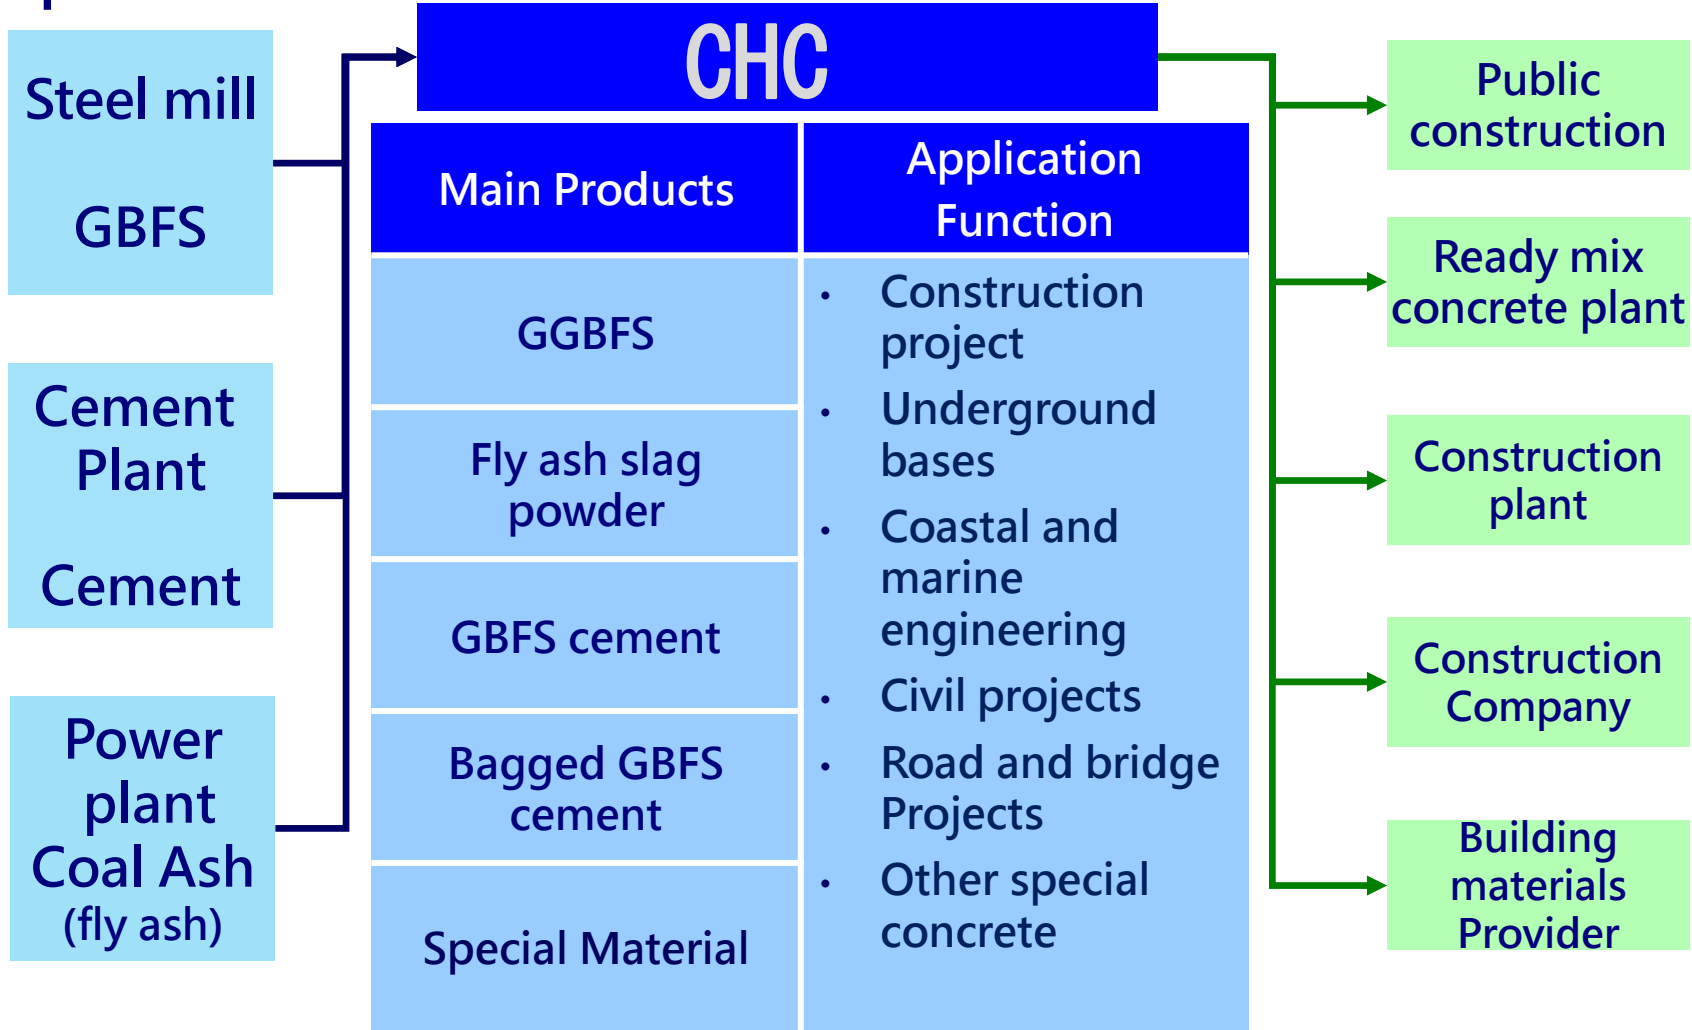 Steel mill
GBFS
Cement
Plant
Cement
Power
plant
Coal Ash
(fly ash)
CHC
Main Products
Application
Function
GGBFS
Fly ash slag
powder
GBFS cement
Bagged GBFS
cement
Special Material
• Construction
project
• Underground
bases
• Coastal and
marine
engineering
• Civil projects
• Road and bridge
Projects
• Other special
concrete
Public
construction
Ready mix
concrete plant
Construction
plant
Construction
Company
Building
materials
Provider